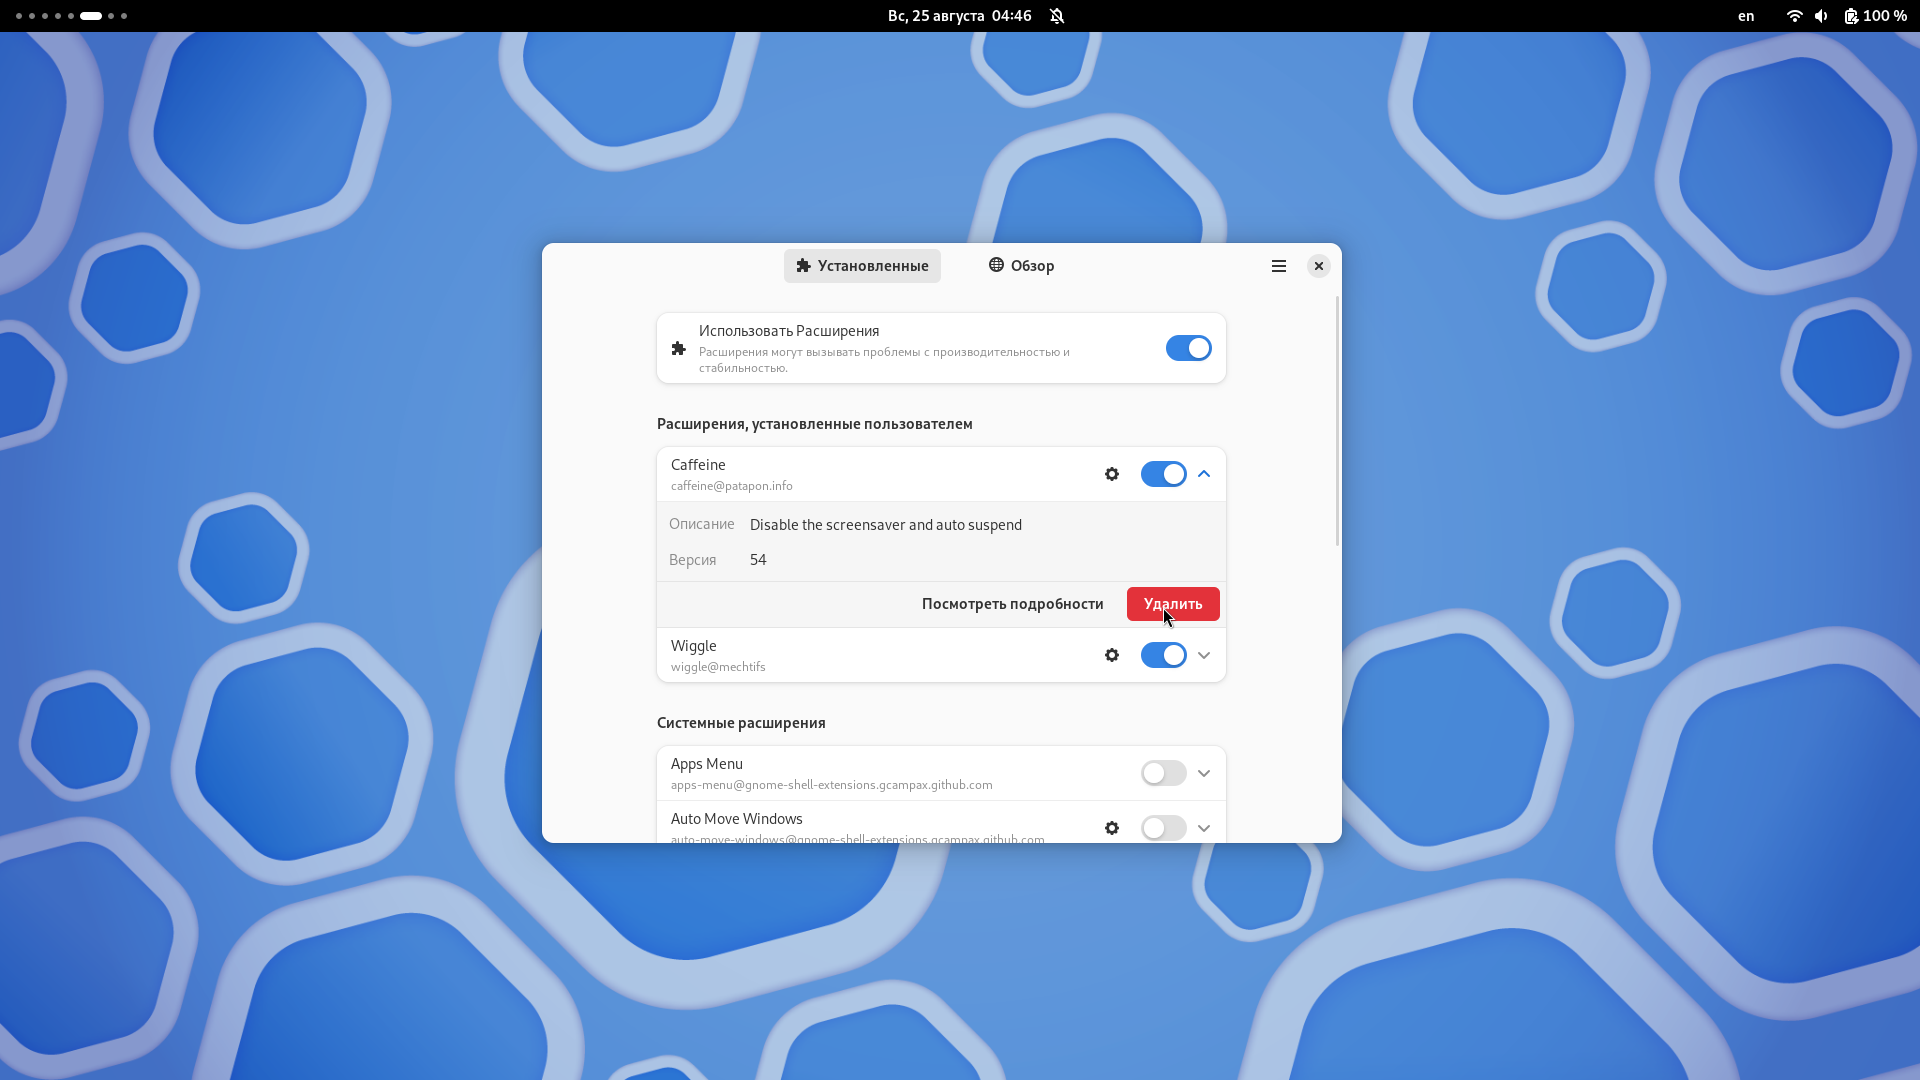 Вс, 25 августа 04:46
en
100 %
Установленные
Обзор
Использовать Расширения
Расширения могут вызывать проблемы с производительностью и
стабильностью.
Расширения, установленные пользователем
Caffeine
caffeine@patapon.info
Описание Disable the screensaver and auto suspend
Версия 54
Посмотреть подробности
Удалить
Wiggle
wiggle@mechtifs
Системные расширения
Apps Menu
apps-menu@gnome-shell-extensions.gcampax.github.com
Auto Move Windows
auto-move-windows@gnome-shell-extensions.gcampax.github.com